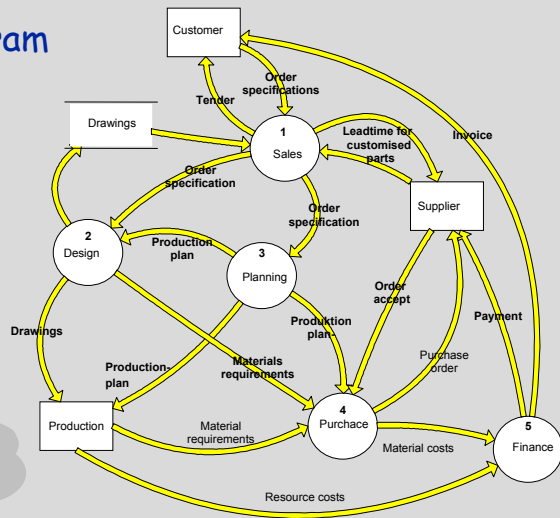 ram
Customer
Order
specifications
Tender
Drawings
1
Sales
Leadtime for
customised
parts
Invoice
Order
specification
Supplier
Order
specification
2
Design
Production
plan
3
Planning
Order
accept
Produktion
plan-
Payment
Drawings
Materials
requirements
Purchase
order
Production-
plan
Production
Material
requirements
4
Purchace
Material costs
5
Finance
Resource costs